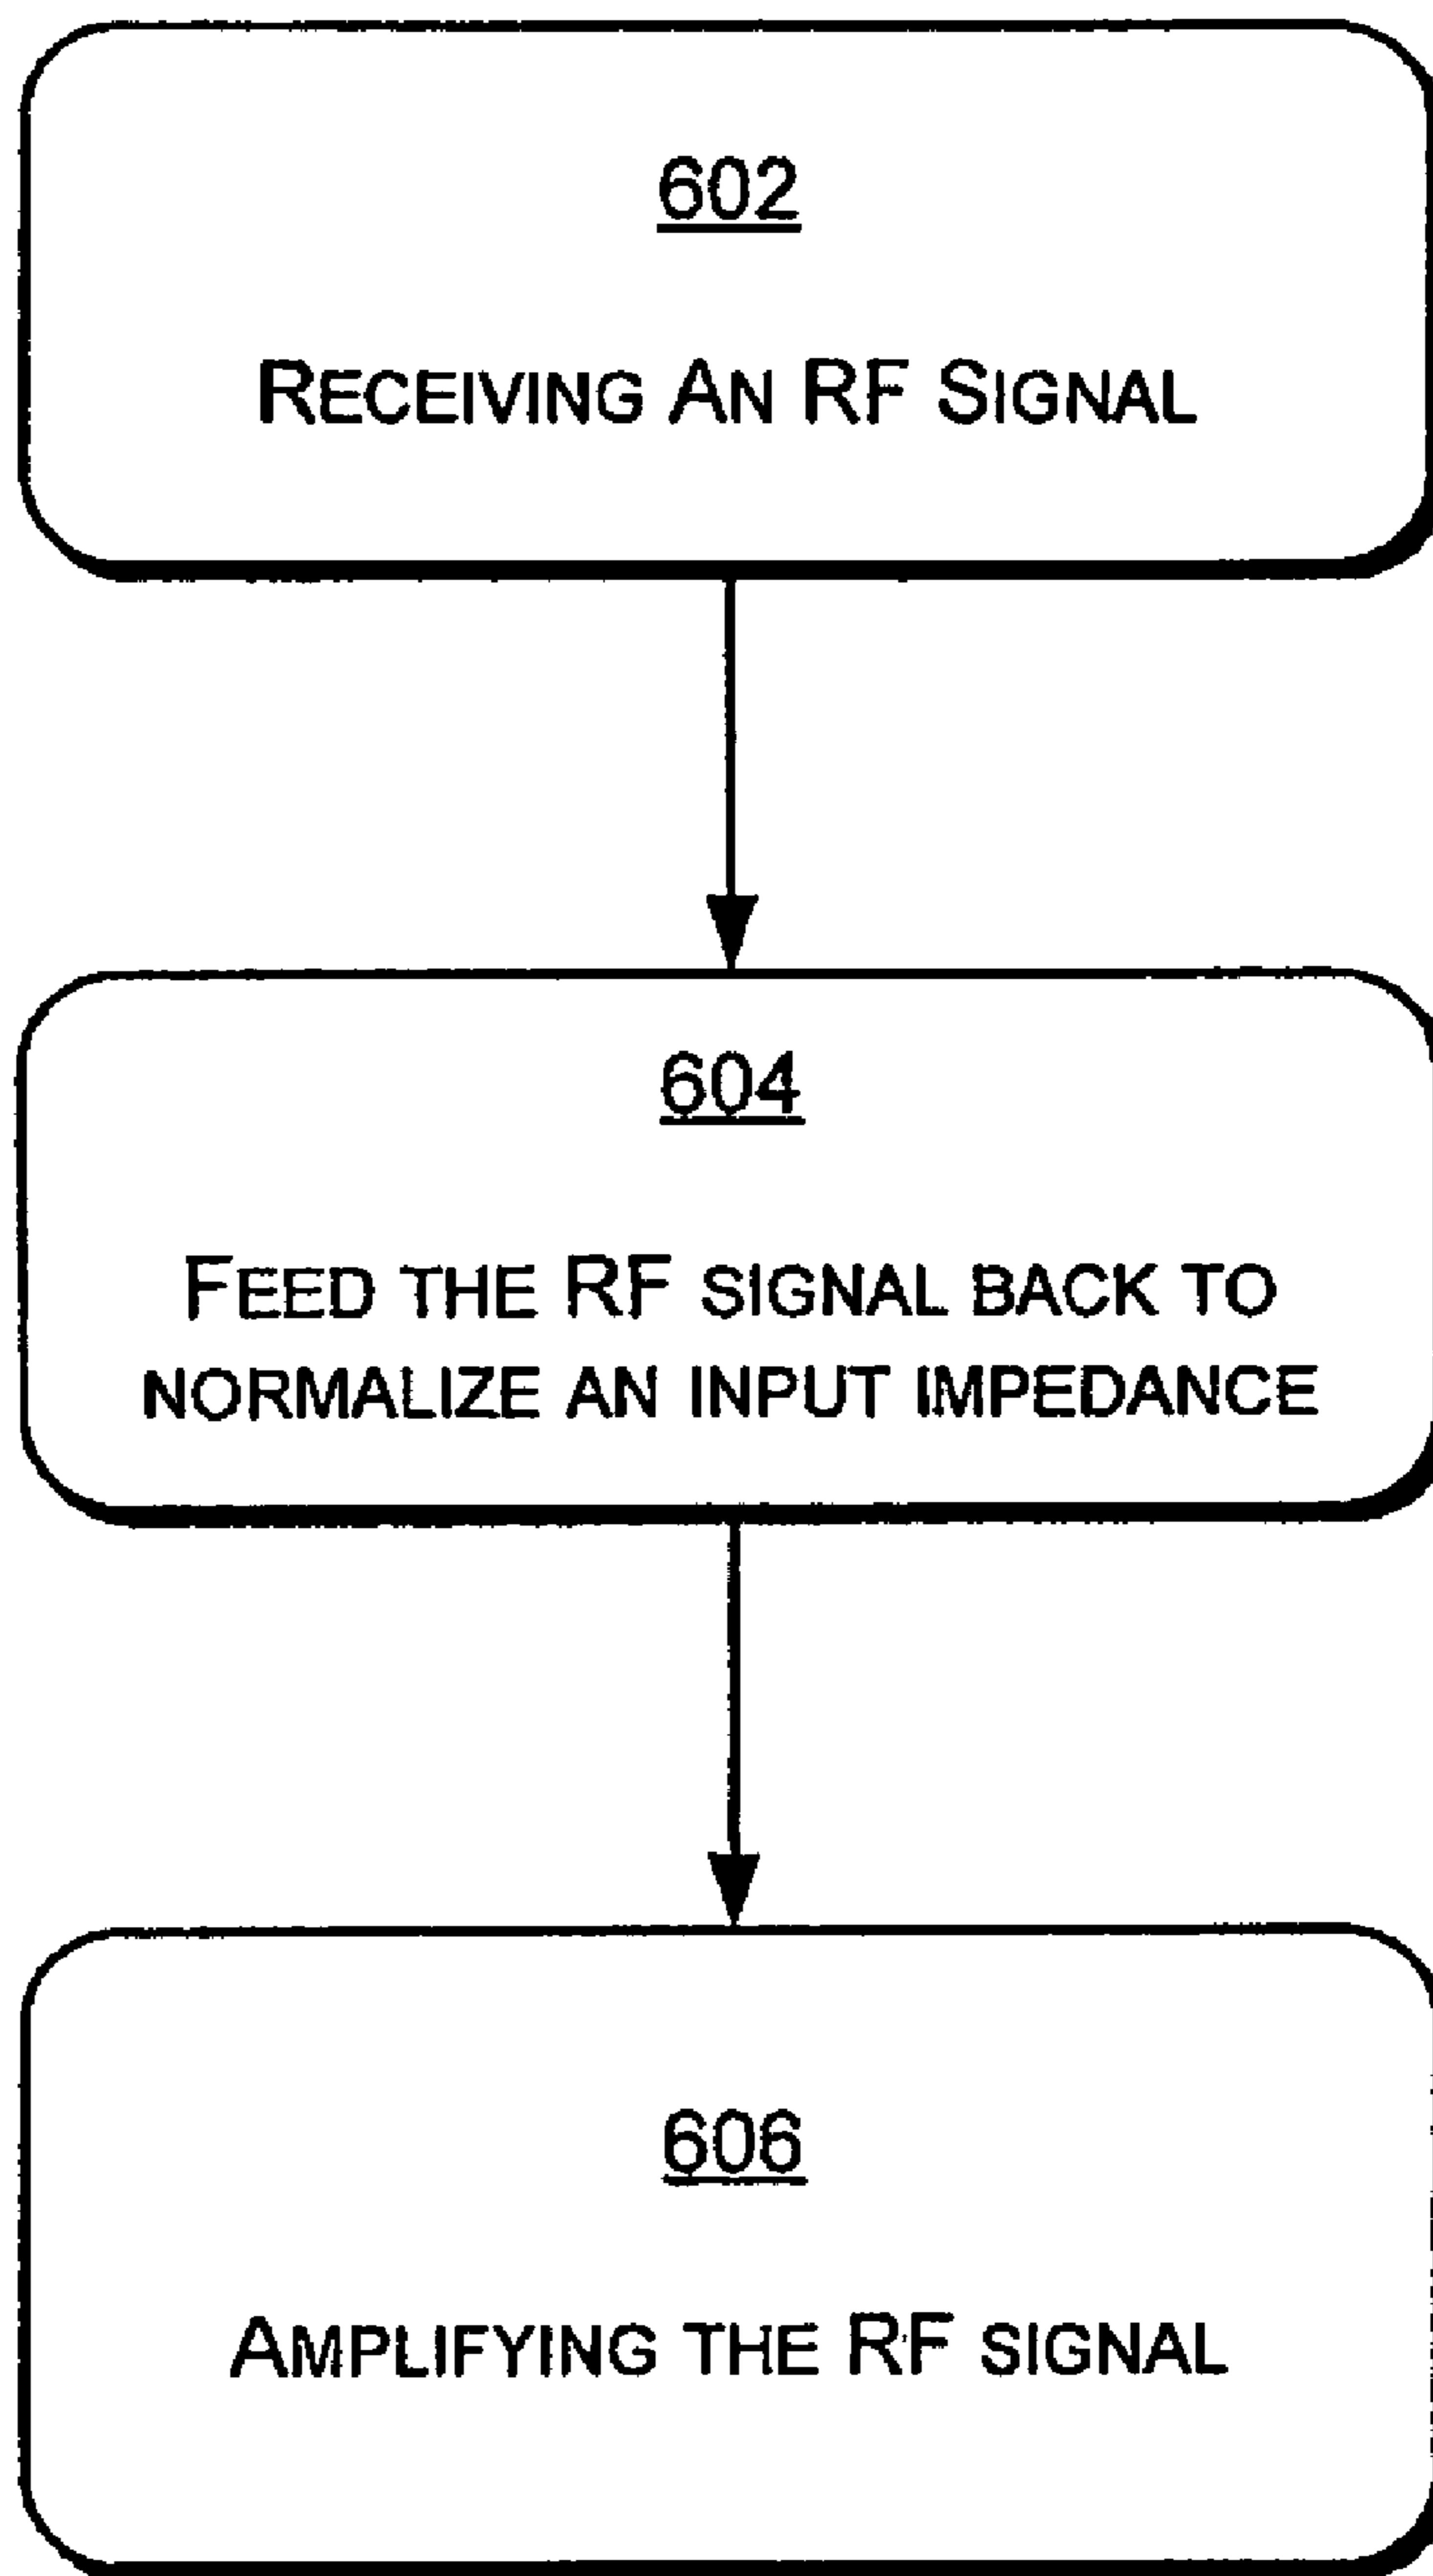 602
RECEIVING AN RF SIGNAL
604
FEED THE RF SIGNAL BACK TO
NORMALIZE AN INPUT IMPEDANCE
606
AMPLIFYING THE RF SIGNAL